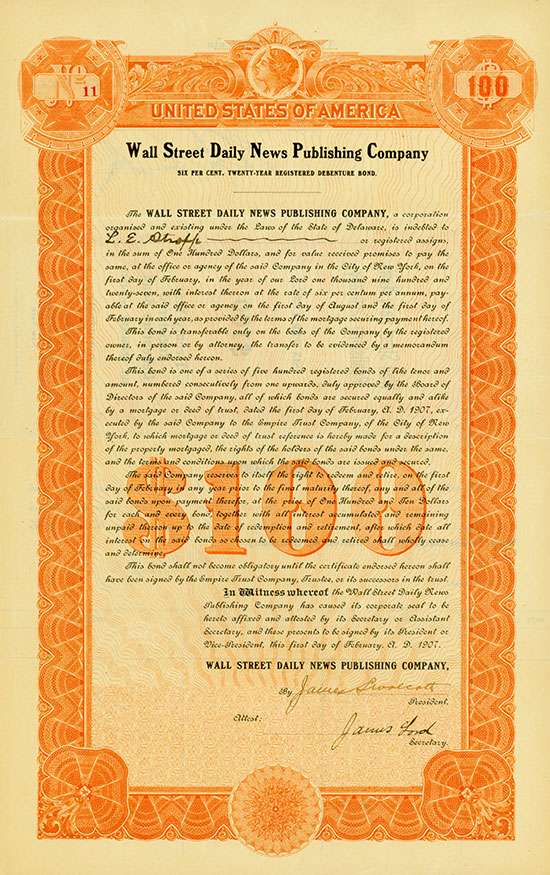 No 11
100
UNITED STATES OF AMERICA
Wall Street Daily News Publishing Company
SIX PER CENT. TWENTY-YEAR REGISTERED DEBENTURE BOND.
The WALL STREET DAILY NEWS PUBLISHING COMPANY, a corporation
organised and existing under the Laws of the State of Delaware, is indebted to
L. E. or registered assigns,
in the sum of One Hundred Dollars, and for value received promises to pay the
same, at the office or agency of the said Company in the City of New York, on the
first day of February, in the year of our Lord one thousand nine hundred and
twenty-seven, with interest thereon at the rate of six per centum per annum, pay-
able at the said office or agency on the first day of August and the first day of
February in each year, as provided by the terms of the mortgage securing payment hereof.
This bond is transferable only on the books of the Company by the registered
owner, in person or by attorney, the transfer to be evidenced by a memorandum
thereof duly endorsed hereon.
This bond is one of a series of five hundred registered bonds of like tenor and
amount, numbered consecutively from one upwards, duly approved by the Board of
Directors of the said Company, all of which bonds are secured equally and alike
by a mortgage or deed of trust, dated the first day of February, A. D. 1907, ex-
ecuted by the said Company to the Empire Trust Company, of the City of New
York, to which mortgage or deed of trust reference is hereby made for a description
of the property mortgaged, the rights of the holders of the said bonds under the same,
and the terms and conditions upon which the said bonds are issued and secured.
The said Company reserves to itself the right to redeem and retire, on the first
day of February in any year prior to the final maturity thereof, any and all of the
said bonds upon payment therefor, at the price of One Hundred and Ten Dollars
for each and every bond, together with all interest accumulated and remaining
unpaid thereon up to the date of redemption and retirement, after which date all
interest on the said bonds so chosen to be redeemed and retired shall wholly cease
and determine.
$100
This bond shall not become obligatory until the certificate endorsed hereon shall
have been signed by the Empire Trust Company, Trustee, or its successors in the trust.
In Witness whereof the Wall Street Daily News
Publishing Company has caused its corporate seal to be
hereto affixed and attested by its Secretary or Assistant
Secretary, and these presents to be signed by its President or
Vice-President, this first day of February, A. D. 1907.
WALL STREET DAILY NEWS PUBLISHING COMPANY,
By James
President.
Attest:
James Lord
Secretary.